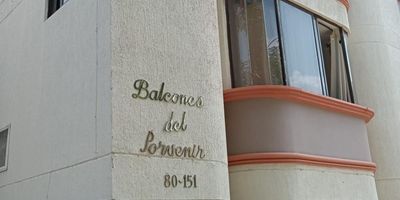 Balcones
del
Porvenir
80-151